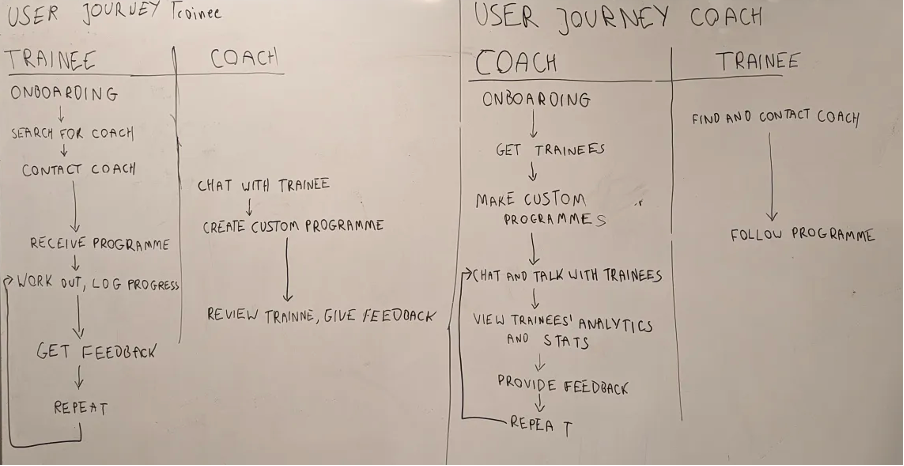 USER JOURNEY Trainee
TRAINEE
COACH
ONBOARDING
SEARCH FOR COACH
CONTACT COACH
CHAT WITH TRAINEE
CREATE CUSTOM PROGRAMME
RECEIVE PROGRAMME
WORK OUT, LOG PROGRESS
REVIEW TRAINNE, GIVE FEEDBACK
GET FEEDBACK
REPEAT
USER JOURNEY COACH
COACH
TRAINEE
ONBOARDING
FIND AND CONTACT COACH
GET TRAINEES
MAKE CUSTOM
PROGRAMMES
FOLLOW PROGRAMME
CHAT AND TALK WITH TRAINEES
VIEW TRAINEES' ANALYTICS
AND STATS
PROVIDE FEEDBACK
REPEAT